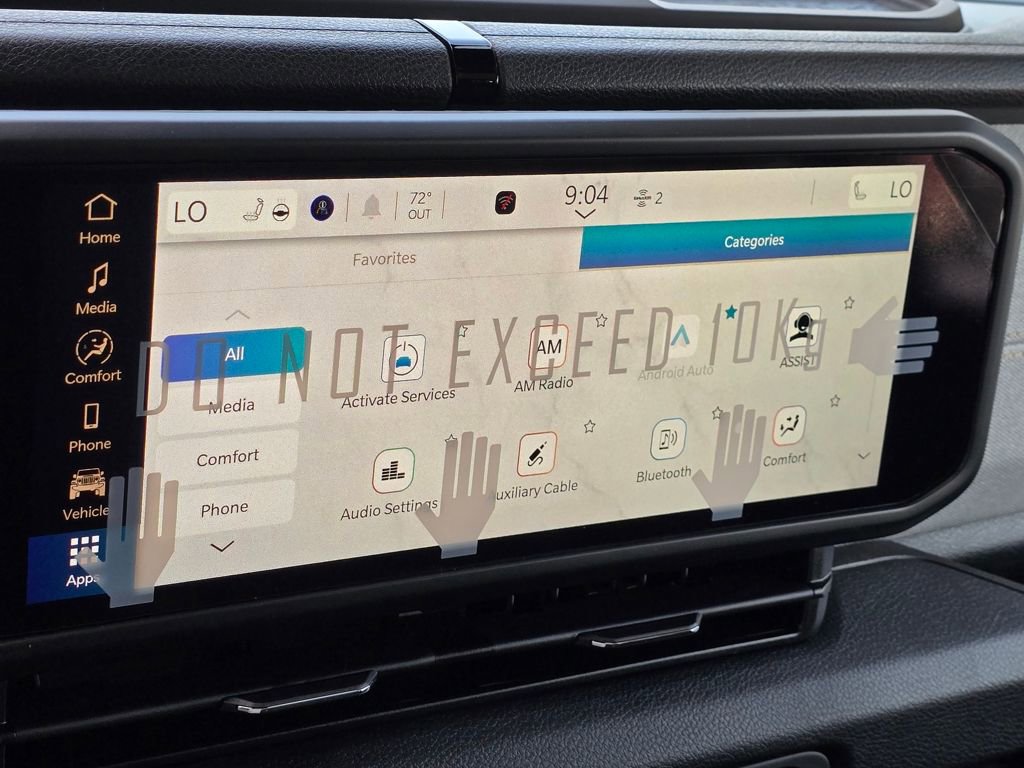 LO
72°
OUT
9:04
2
LO
Home
Media
Comfort
Phone
Vehicle
Apps
Favorites
Categories
All
Media
Comfort
Phone
DO NOT EXCEED 10Kg
Activate Services
AM
AM Radio
Android Auto
ASSIST
Audio Settings
Auxiliary Cable
Bluetooth
Comfort